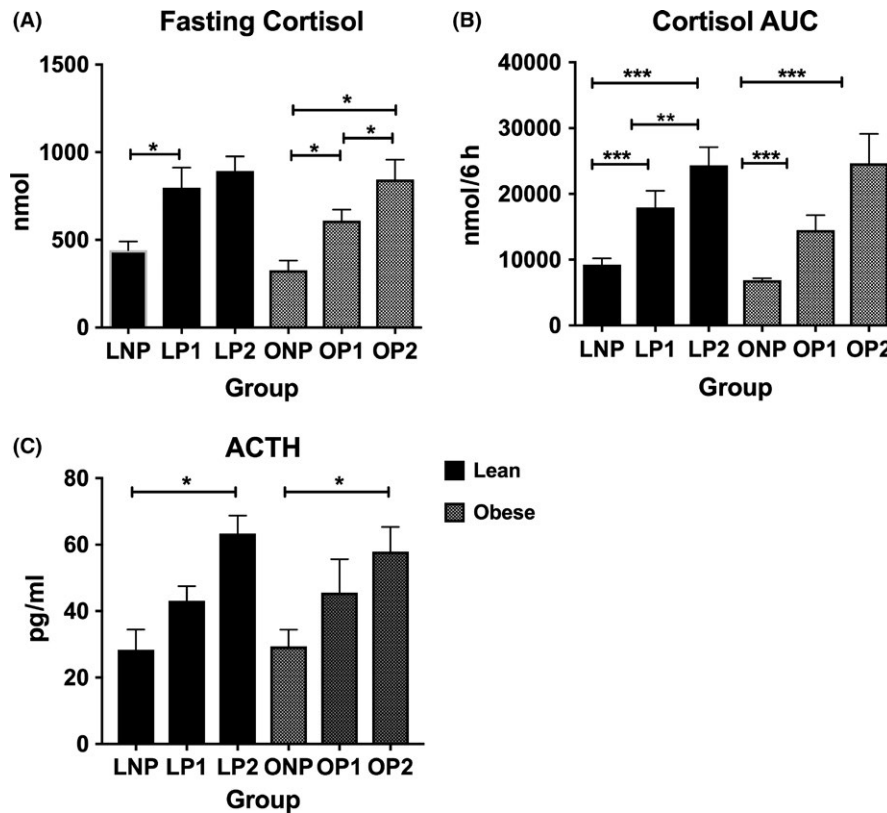 (A) Fasting Cortisol
1500
1000
500
0
nmol
*
*
*
*
LNP LP1 LP2 ONP OP1 OP2
Group
(B) Cortisol AUC
40000
30000
20000
10000
0
nmol/6 h
***
***
**
***
***
LNP LP1 LP2 ONP OP1 OP2
Group
(C) ACTH
80
60
40
20
0
pg/ml
*
*
LNP LP1 LP2 ONP OP1 OP2
Group
Lean
Obese